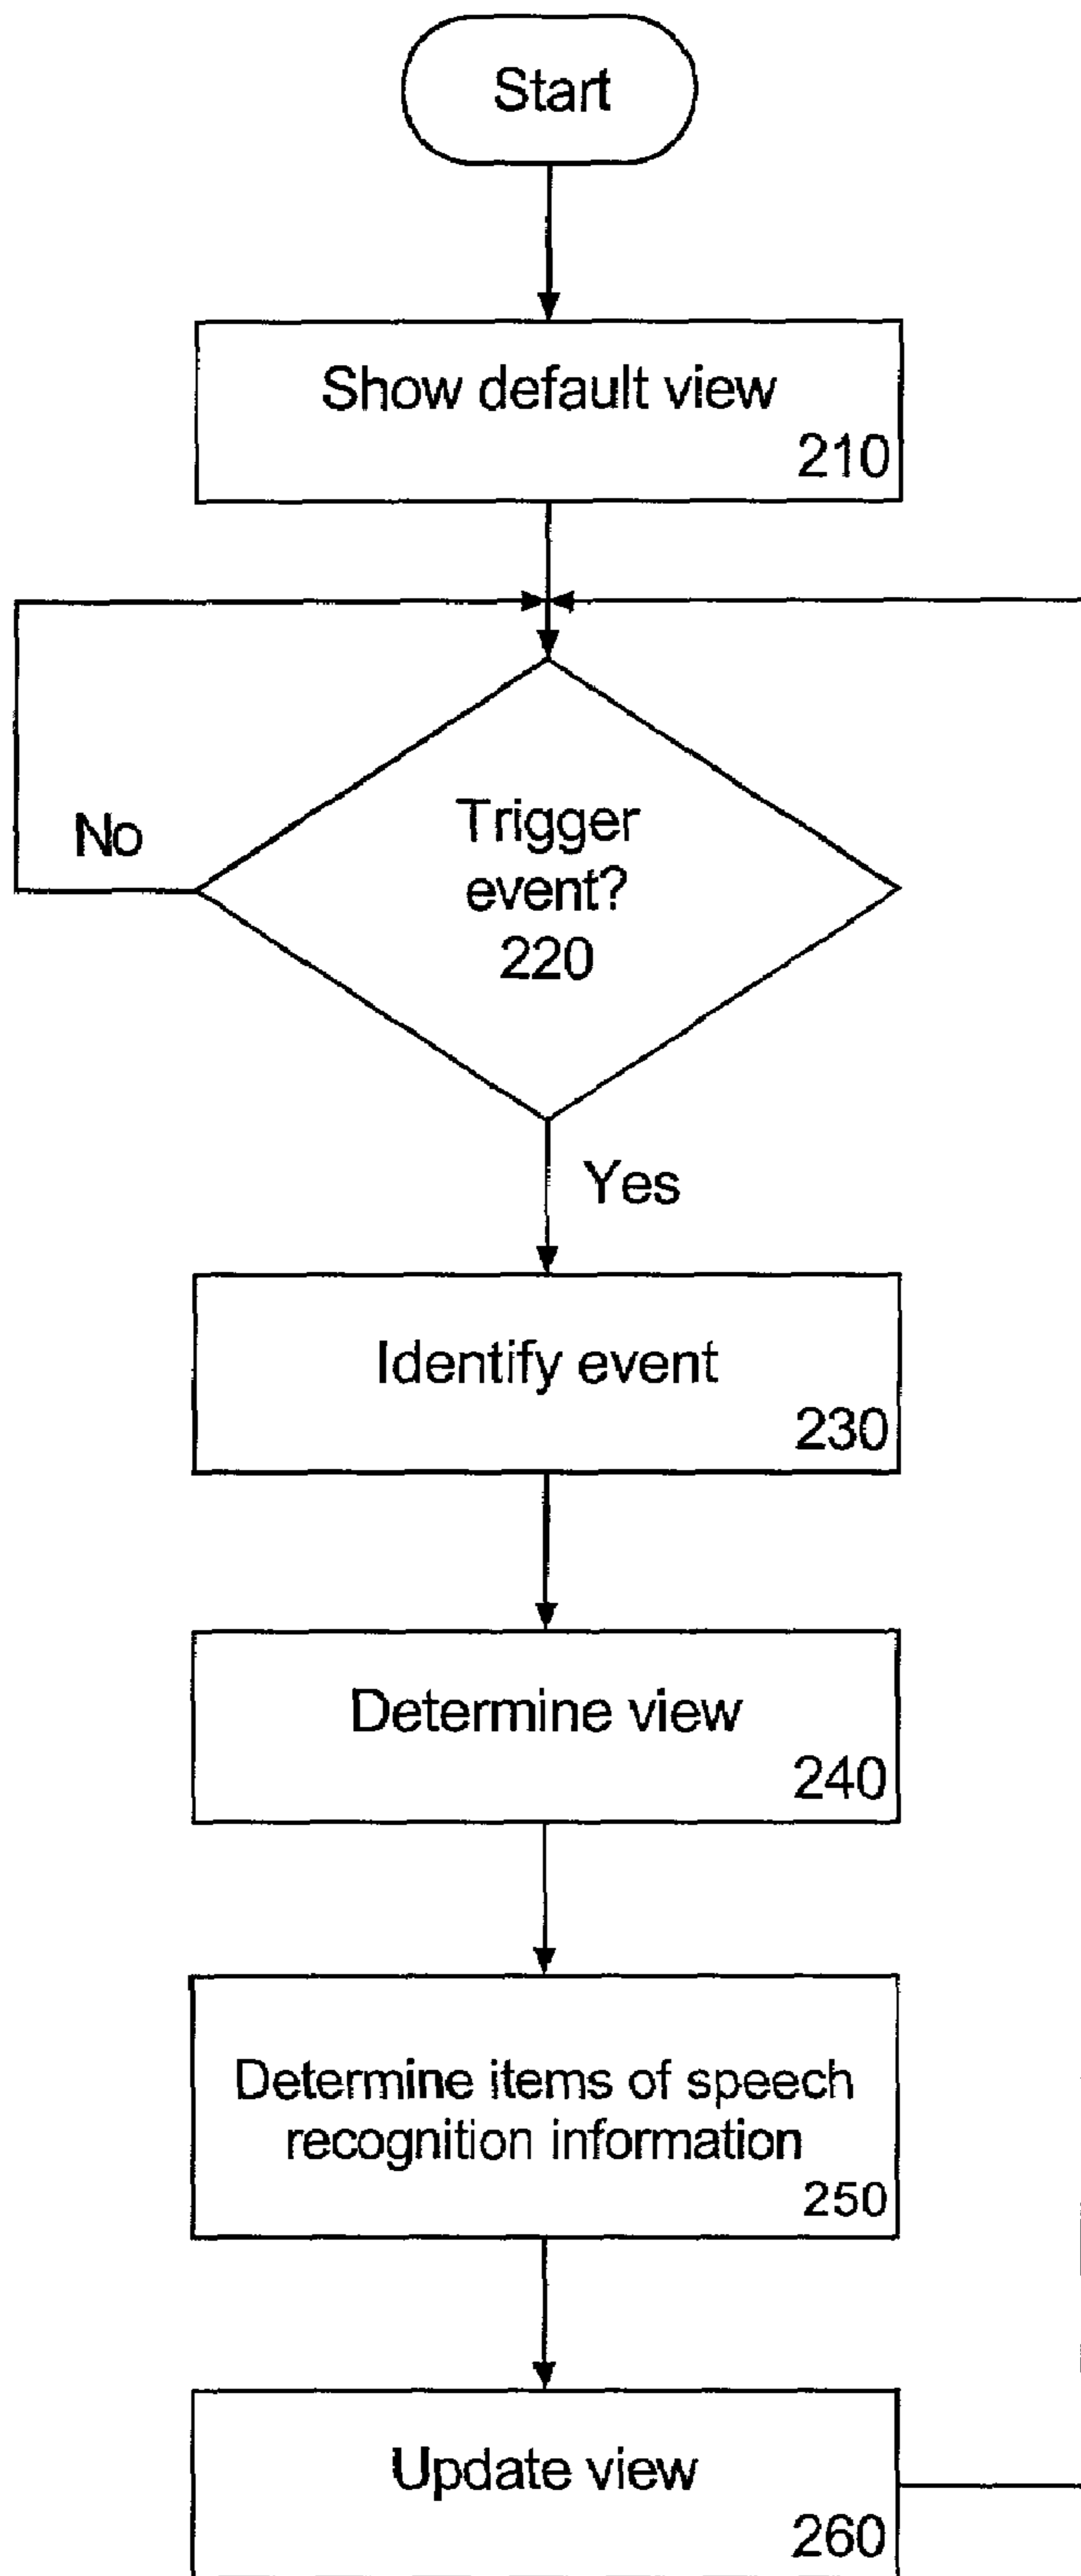 Start
Show default view
210
No
Trigger
event?
220
Yes
Identify event
230
Determine view
240
Determine items of speech
recognition information
250
Update view
260